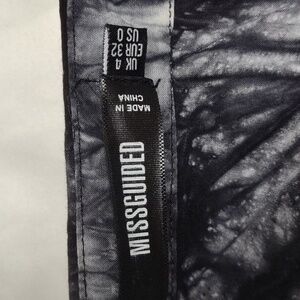 UK 4
EUR 32
US 0
MADE IN
CHINA
MISSGUIDED